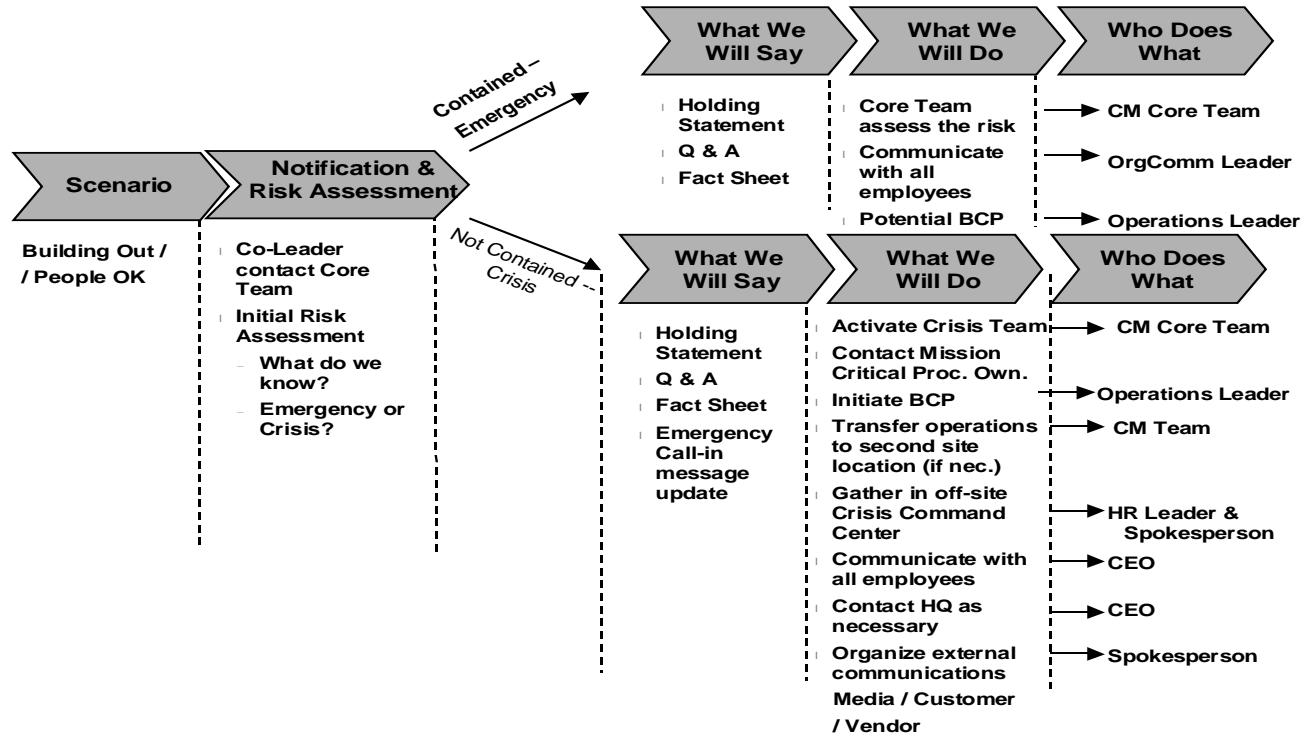 Scenario
Building Out /
/ People OK
Notification &
Risk Assessment
Co-Leader
contact Core
Team
Initial Risk
Assessment
– What do we
know?
– Emergency or
Crisis?
Contained –
Emergency
What We
Will Say
Holding
Statement
Q & A
Fact Sheet
What We
Will Do
Core Team
assess the risk
Communicate
with all
employees
Potential BCP
Who Does
What
CM Core Team
OrgComm Leader
Operations Leader
Not Contained --
Crisis
What We
Will Say
Holding
Statement
Q & A
Fact Sheet
Emergency
Call-in
message
update
What We
Will Do
Activate Crisis Team
Contact Mission
Critical Proc. Own.
Initiate BCP
Transfer operations
to second site
location (if nec.)
Gather in off-site
Crisis Command
Center
Communicate with
all employees
Contact HQ as
necessary
Organize external
communications
Media / Customer
/ Vendor
Who Does
What
CM Core Team
Operations Leader
CM Team
HR Leader &
Spokesperson
CEO
CEO
Spokesperson